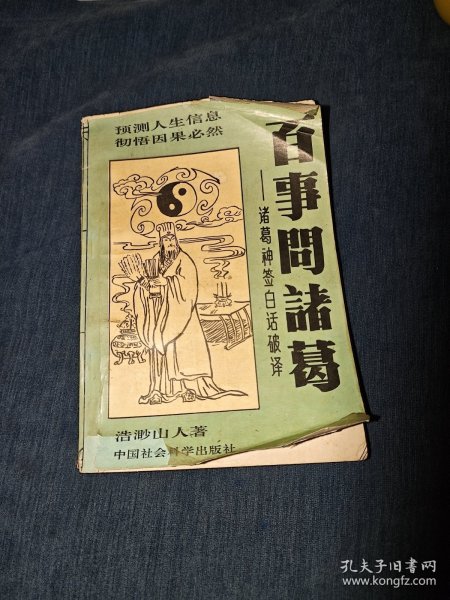 预测人生信息
彻悟因果必然
百事問諸葛
——诸葛神签白话破译
浩渺山人著
中国社会科学出版社
孔夫子旧书网
www.kongfz.com